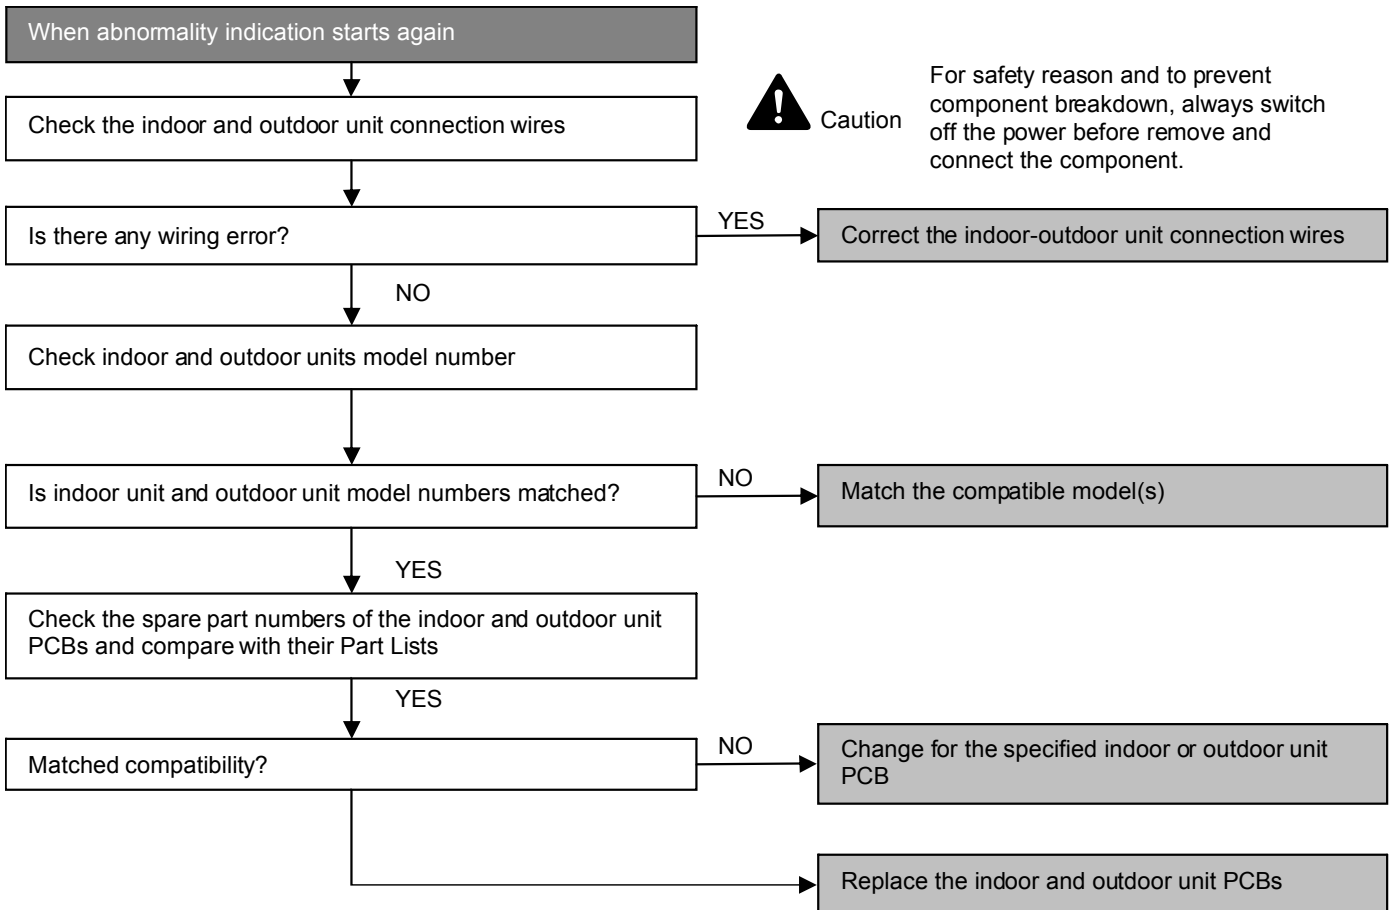 When abnormality indication starts again
Caution
For safety reason and to prevent
component breakdown, always switch
off the power before remove and
connect the component.
Check the indoor and outdoor unit connection wires
Is there any wiring error?
YES
Correct the indoor-outdoor unit connection wires
NO
Check indoor and outdoor units model number
Is indoor unit and outdoor unit model numbers matched?
NO
Match the compatible model(s)
YES
Check the spare part numbers of the indoor and outdoor unit
PCBs and compare with their Part Lists
YES
Matched compatibility?
NO
Change for the specified indoor or outdoor unit
PCB
Replace the indoor and outdoor unit PCBs